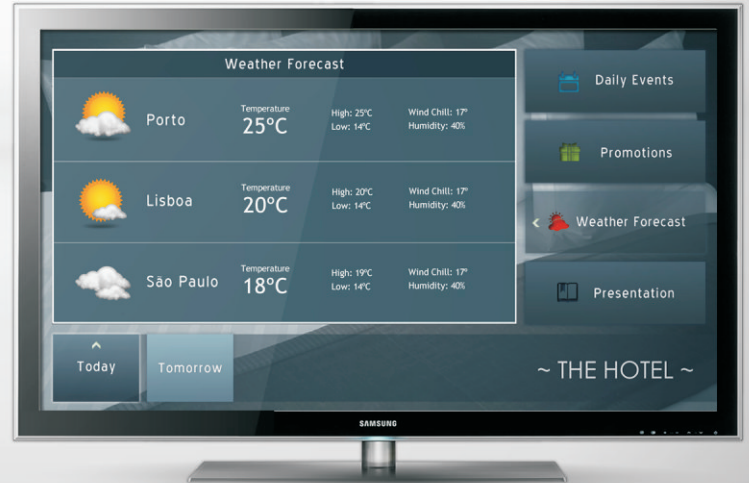 Weather Forecast
Porto
Temperature
25ºC
High: 25ºC
Low: 14ºC
Wind Chill: 17º
Humidity: 40%
Lisboa
Temperature
20ºC
High: 20ºC
Low: 14ºC
Wind Chill: 17º
Humidity: 40%
São Paulo
Temperature
18ºC
High: 19ºC
Low: 14ºC
Wind Chill: 17º
Humidity: 40%
Daily Events
Promotions
Weather Forecast
Presentation
Today
Tomorrow
~ THE HOTEL ~
SAMSUNG